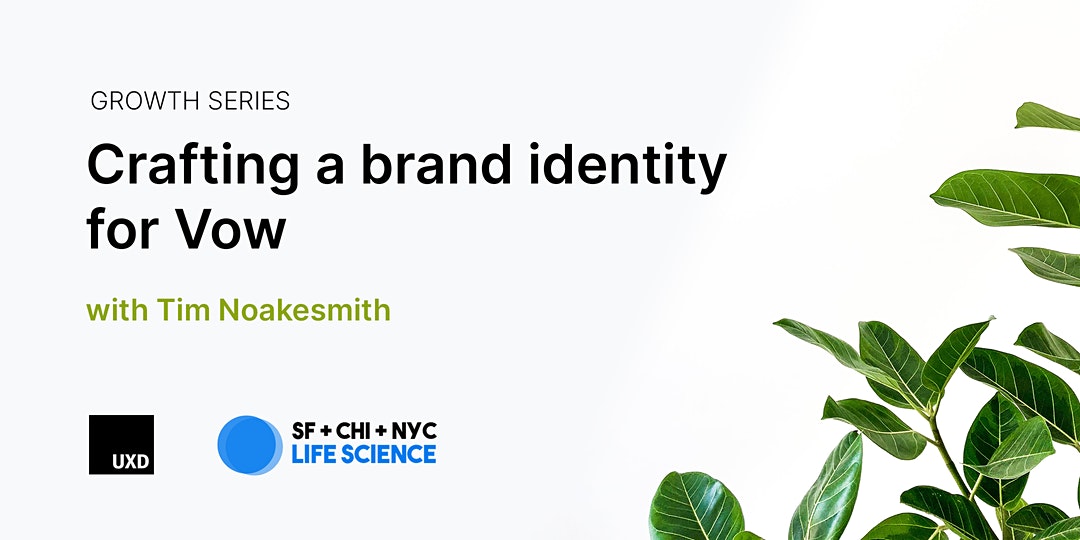 GROWTH SERIES
Crafting a brand identity
for Vow
with Tim Noakesmith
UXD
SF + CHI + NYC
LIFE SCIENCE